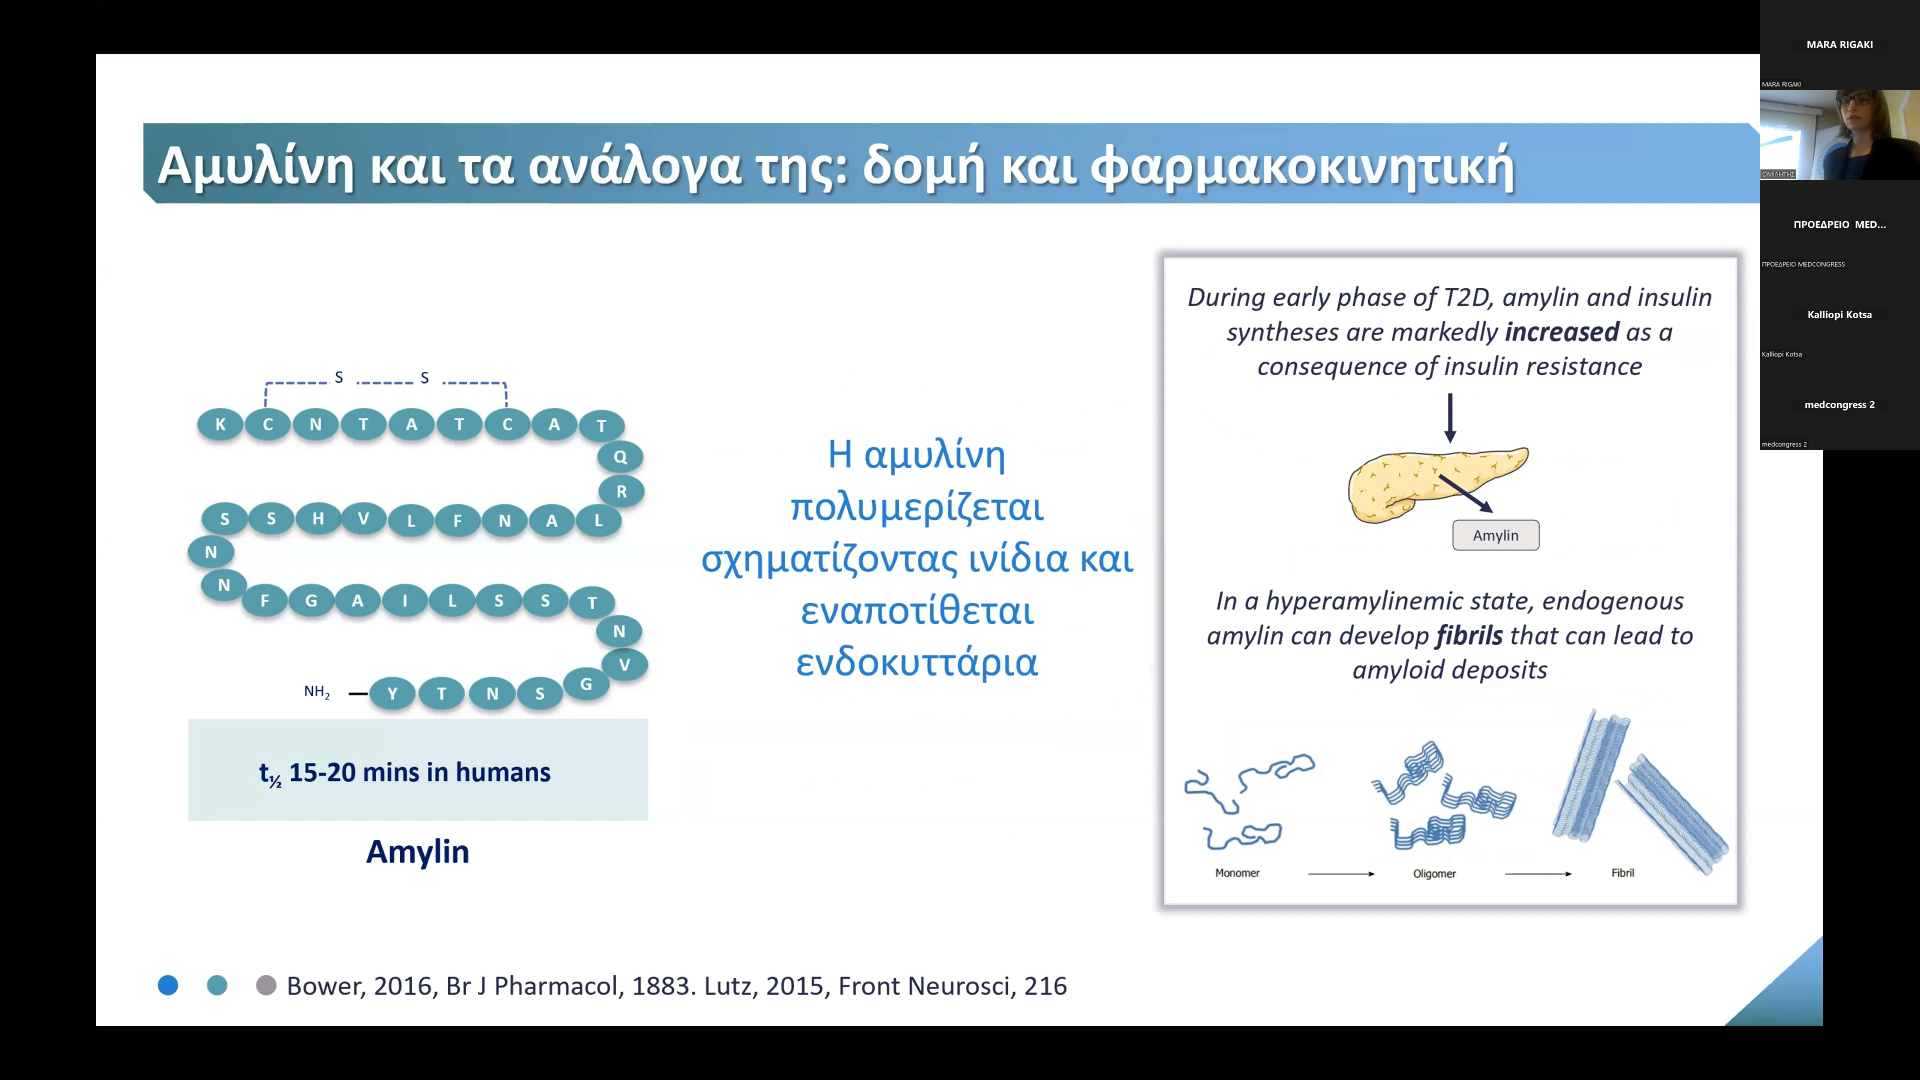 Αμυλίνη και τα ανάλογα της: δομή και φαρμακοκινητική
S S
K C N T A T C A T
Q
R
S S H V L F N A L
N
N
F G A I L S S T
N
V
NH2 Y T N S G
t½ 15-20 mins in humans
Amylin
Η αμυλίνη
πολυμερίζεται
σχηματίζοντας ινίδια και
εναποτίθεται
ενδοκυττάρια
During early phase of T2D, amylin and insulin
syntheses are markedly increased as a
consequence of insulin resistance
Amylin
In a hyperamylinemic state, endogenous
amylin can develop fibrils that can lead to
amyloid deposits
Monomer
Oligomer
Fibril
Bower, 2016, Br J Pharmacol, 1883. Lutz, 2015, Front Neurosci, 216
MARA RIGAKI
MARA RIGAKI
ΟΜΙΛΗΤΗΣ
ΠΡΟΕΔΡΕΙΟ MED...
ΠΡΟΕΔΡΕΙΟ MEDCONGRESS
Kalliopi Kotsa
Kalliopi Kotsa
medcongress 2
medcongress 2